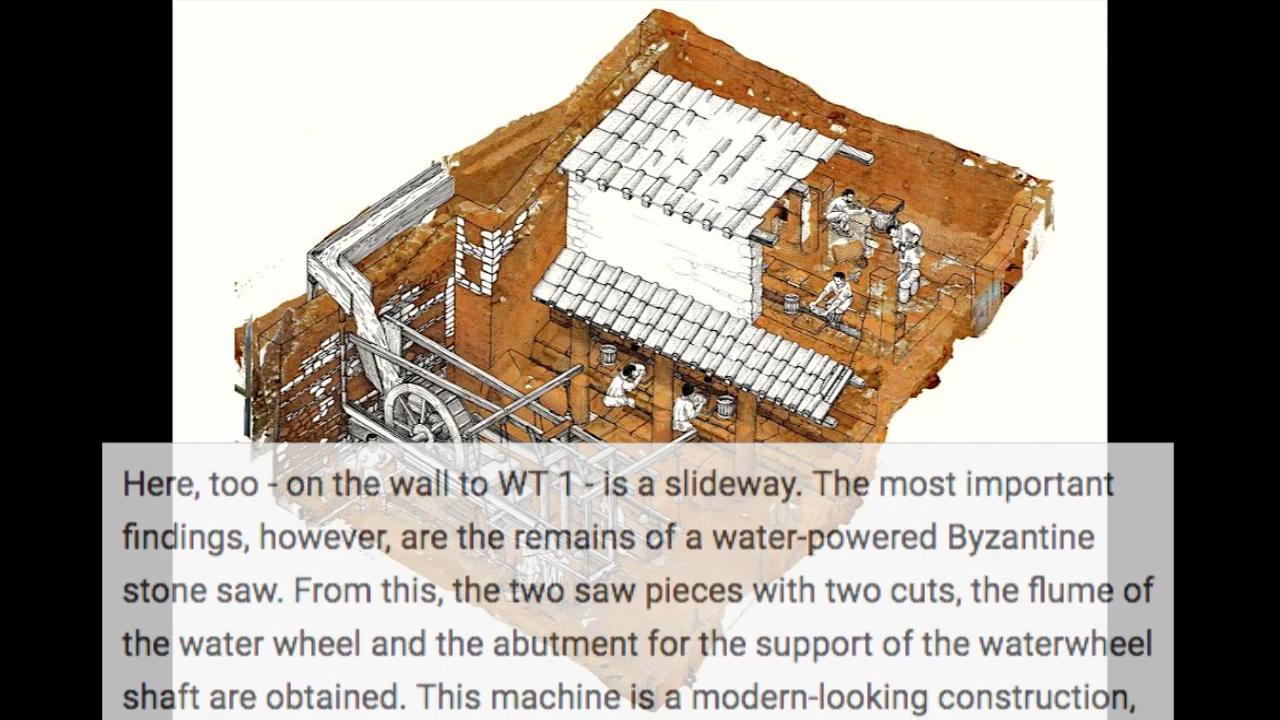 Here, too - on the wall to WT 1 - is a slideway. The most important
findings, however, are the remains of a water-powered Byzantine
stone saw. From this, the two saw pieces with two cuts, the flume of
the water wheel and the abutment for the support of the waterwheel
shaft are obtained. This machine is a modern-looking construction,